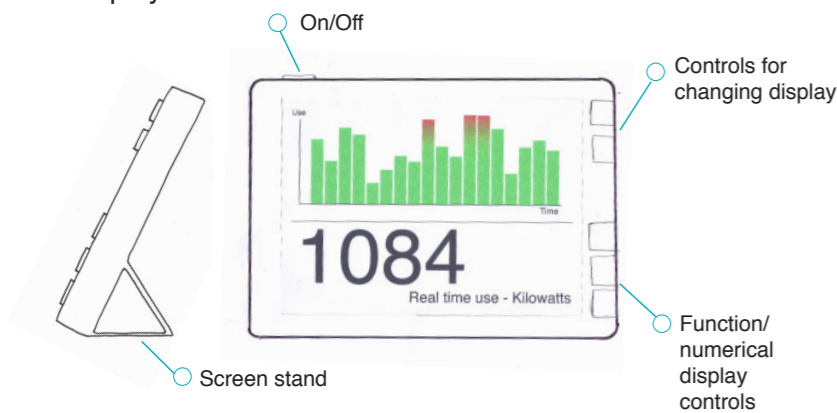 On/Off
Controls for
changing display
Use
Time
1084
Real time use - Kilowatts
Function/
numerical
display
controls
Screen stand